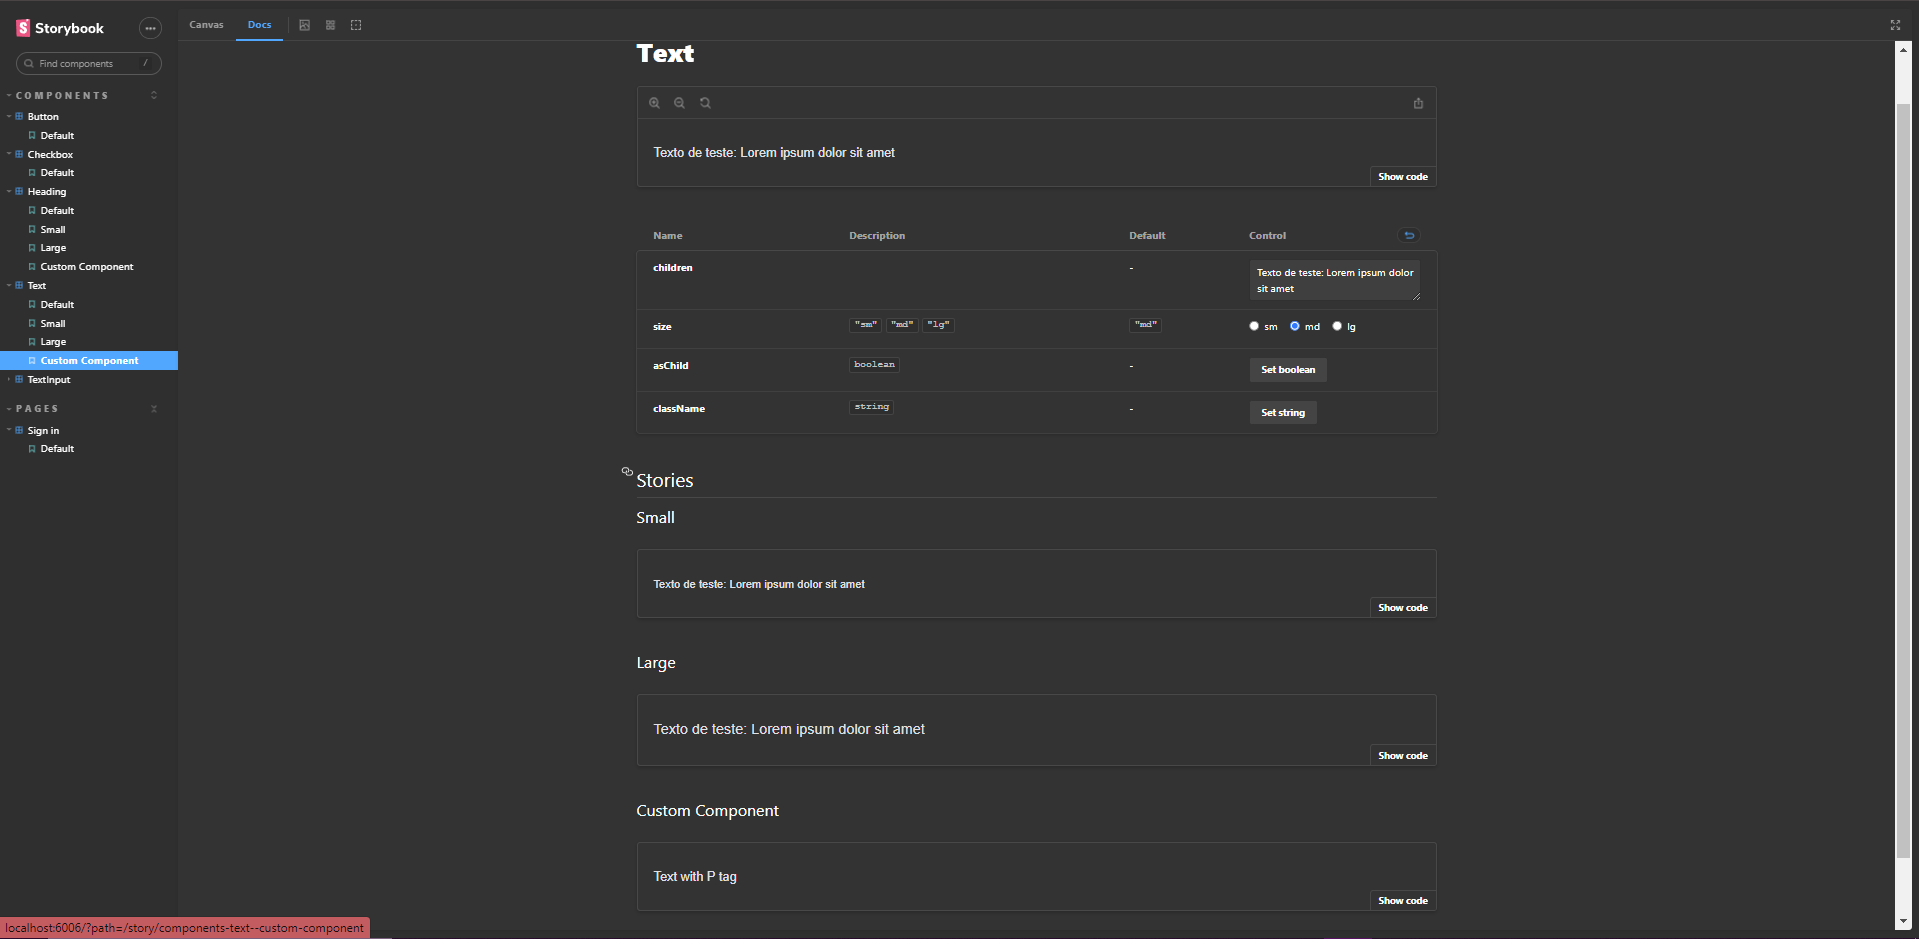 Storybook
Find components
/
COMPONENTS
Button
Default
Checkbox
Default
Heading
Default
Small
Large
Custom Component
Text
Default
Small
Large
Custom Component
TextInput
PAGES
Sign in
Default
Canvas Docs
Text
Texto de teste: Lorem ipsum dolor sit amet
Show code
Name Description Default Control
children - Texto de teste: Lorem ipsum dolor
sit amet
size "sm" "md" "lg" "md" sm md lg
asChild boolean - Set boolean
className string - Set string
Stories
Small
Texto de teste: Lorem ipsum dolor sit amet
Show code
Large
Texto de teste: Lorem ipsum dolor sit amet
Show code
Custom Component
Text with P tag
Show code
localhost:6006/?path=/story/components-text--custom-component